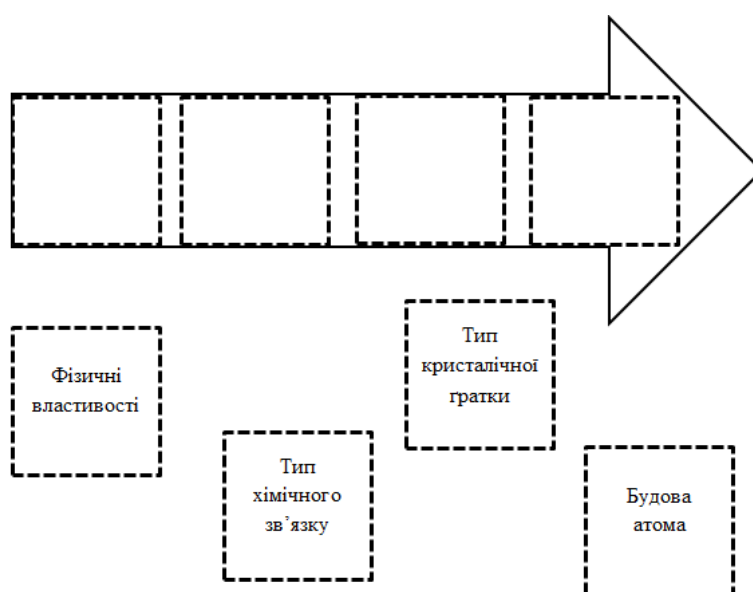 Фізичні
властивості
Тип
хімічного
зв’язку
Тип
кристалічної
ґратки
Будова
атома